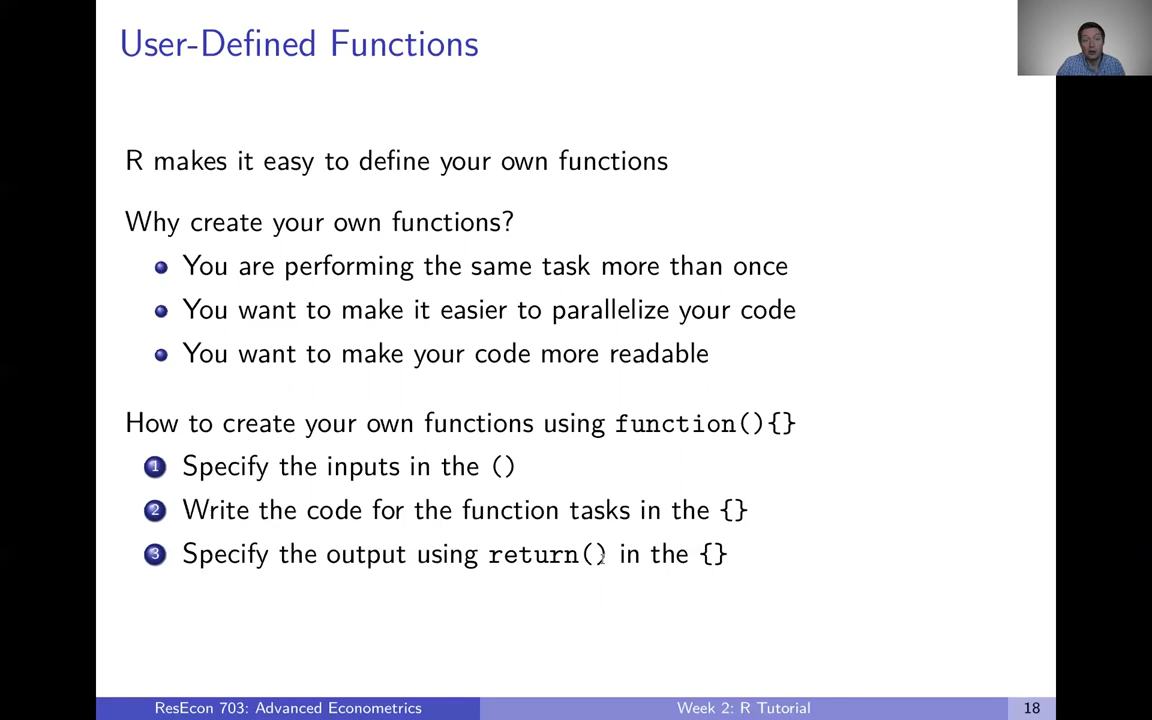 User-Defined Functions
R makes it easy to define your own functions
Why create your own functions?
You are performing the same task more than once
You want to make it easier to parallelize your code
You want to make your code more readable
How to create your own functions using function(){}
1 Specify the inputs in the ()
2 Write the code for the function tasks in the {}
3 Specify the output using return() in the {}
ResEcon 703: Advanced Econometrics
Week 2: R Tutorial
18